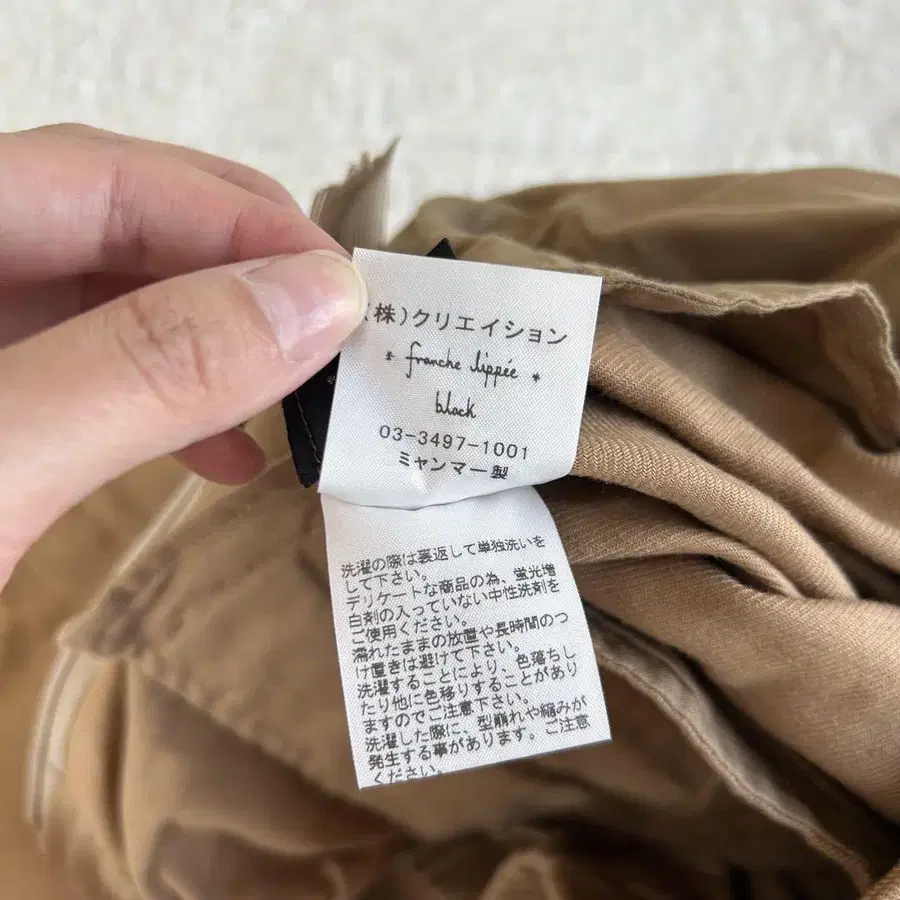 (株)クリエイション
* franche lippée *
black
03-3497-1001
ミャンマー製
洗濯の際は裏返して単独洗いを
して下さい。
デリケートな商品の為、蛍光増
白剤の入っていない中性洗剤を
ご使用ください。
濡れたままの放置や長時間のつ
け置きは避けて下さい。
洗濯することにより、色落ちし
たり他に色移りすることがあり
ますのでご注意下さい。
洗濯した際に、型崩れや縮みが
発生する事があります。ご注意
ください。